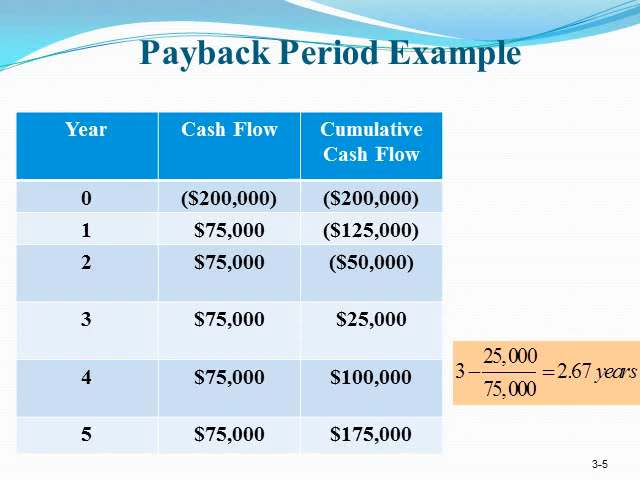 Payback Period Example
Year Cash Flow Cumulative
Cash Flow
0 ($200,000) ($200,000)
1 $75,000 ($125,000)
2 $75,000 ($50,000)
3 $75,000 $25,000
4 $75,000 $100,000
5 $75,000 $175,000
3 − 25,000 / 75,000 = 2.67 years
3-5